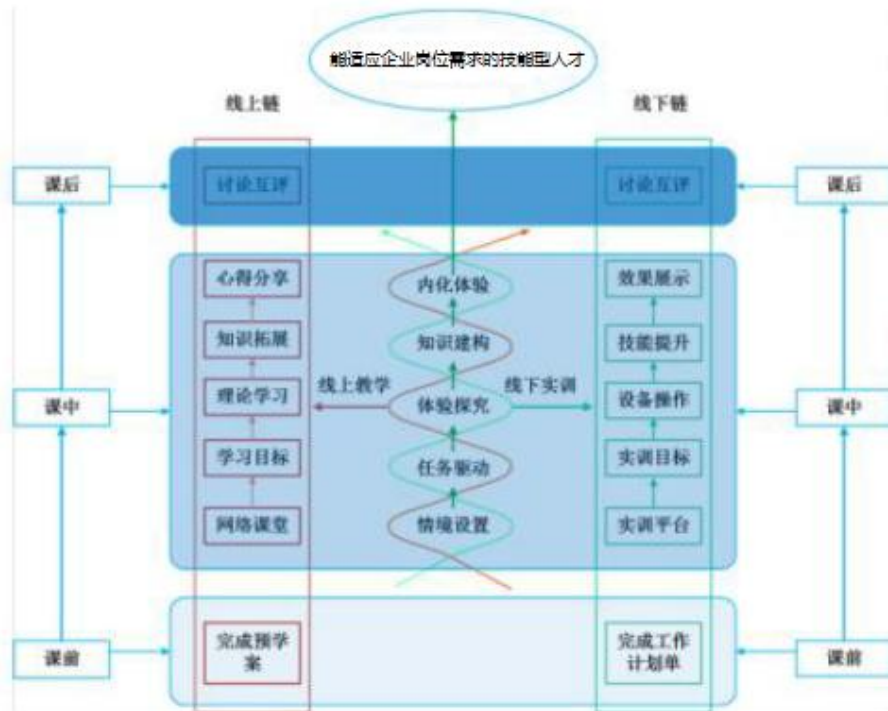 能适应企业岗位需求的技能型人才
线上链
线下链
课后
讨论互评
讨论互评
课后
心得分享
内化体验
效果展示
知识拓展
知识建构
技能提升
线上教学
线下实训
课中
理论学习
体验探究
设备操作
课中
学习目标
任务驱动
实训目标
网络课堂
情境设置
实训平台
课前
完成预学
案
完成工作
计划单
课前